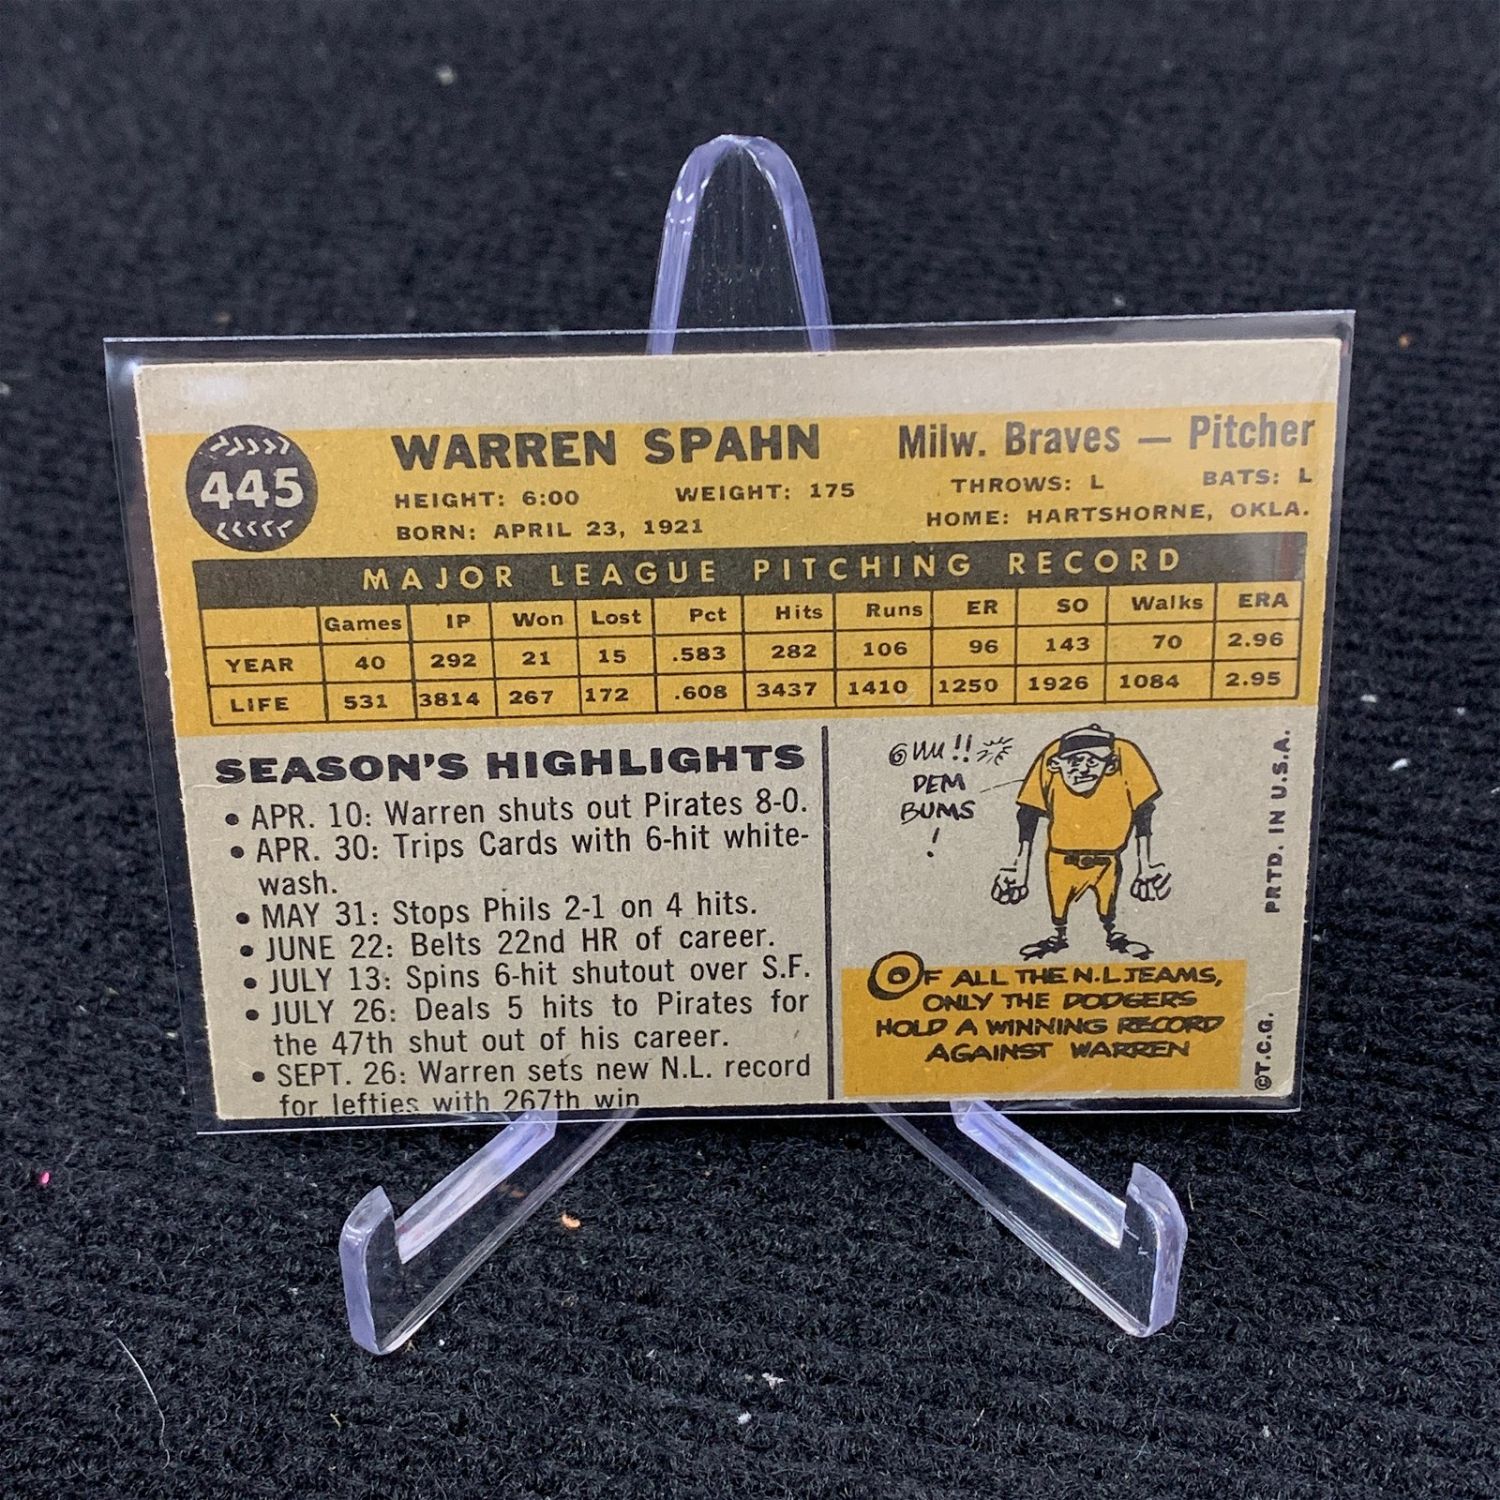 445
WARREN SPAHN Milw. Braves — Pitcher
HEIGHT: 6:00 WEIGHT: 175 THROWS: L BATS: L
BORN: APRIL 23, 1921 HOME: HARTSHORNE, OKLA.
MAJOR LEAGUE PITCHING RECORD
Games IP Won Lost Pct Hits Runs ER SO Walks ERA
YEAR 40 292 21 15 .583 282 106 96 143 70 2.96
LIFE 531 3814 267 172 .608 3437 1410 1250 1926 1084 2.95
SEASON'S HIGHLIGHTS
• APR. 10: Warren shuts out Pirates 8-0.
• APR. 30: Trips Cards with 6-hit white-
wash.
• MAY 31: Stops Phils 2-1 on 4 hits.
• JUNE 22: Belts 22nd HR of career.
• JULY 13: Spins 6-hit shutout over S.F.
• JULY 26: Deals 5 hits to Pirates for
the 47th shut out of his career.
• SEPT. 26: Warren sets new N.L. record
for lefties with 267th win
DEM
BUMS
!
OF ALL THE N.L TEAMS,
ONLY THE DODGERS
HOLD A WINNING RECORD
AGAINST WARREN
©T.C.G. PRTD. IN U.S.A.